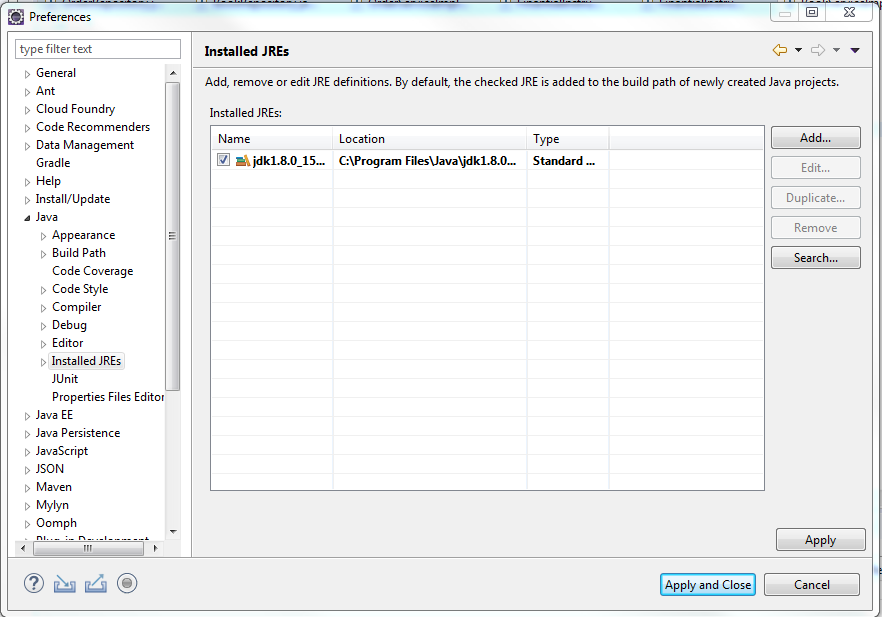 Preferences
type filter text
General
Ant
Cloud Foundry
Code Recommenders
Data Management
Gradle
Help
Install/Update
Java
Appearance
Build Path
Code Coverage
Code Style
Compiler
Debug
Editor
Installed JREs
JUnit
Properties Files Editor
Java EE
Java Persistence
JavaScript
JSON
Maven
Mylyn
Oomph
Plug-in Development
Installed JREs
Add, remove or edit JRE definitions. By default, the checked JRE is added to the build path of newly created Java projects.
Installed JREs:
Name Location Type
jdk1.8.0_15... C:\Program Files\Java\jdk1.8.0... Standard ...
Add...
Edit...
Duplicate...
Remove
Search...
Apply
Apply and Close Cancel